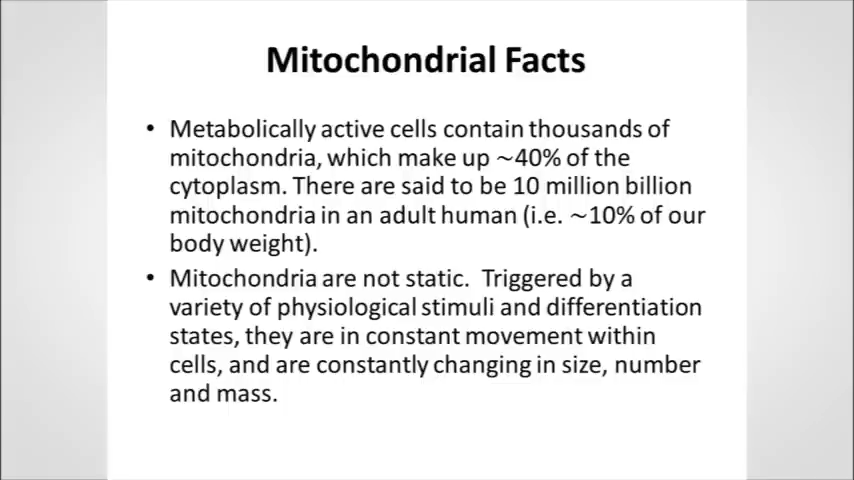 Mitochondrial Facts
• Metabolically active cells contain thousands of
mitochondria, which make up ~40% of the
cytoplasm. There are said to be 10 million billion
mitochondria in an adult human (i.e. ~10% of our
body weight).
• Mitochondria are not static.  Triggered by a
variety of physiological stimuli and differentiation
states, they are in constant movement within
cells, and are constantly changing in size, number
and mass.